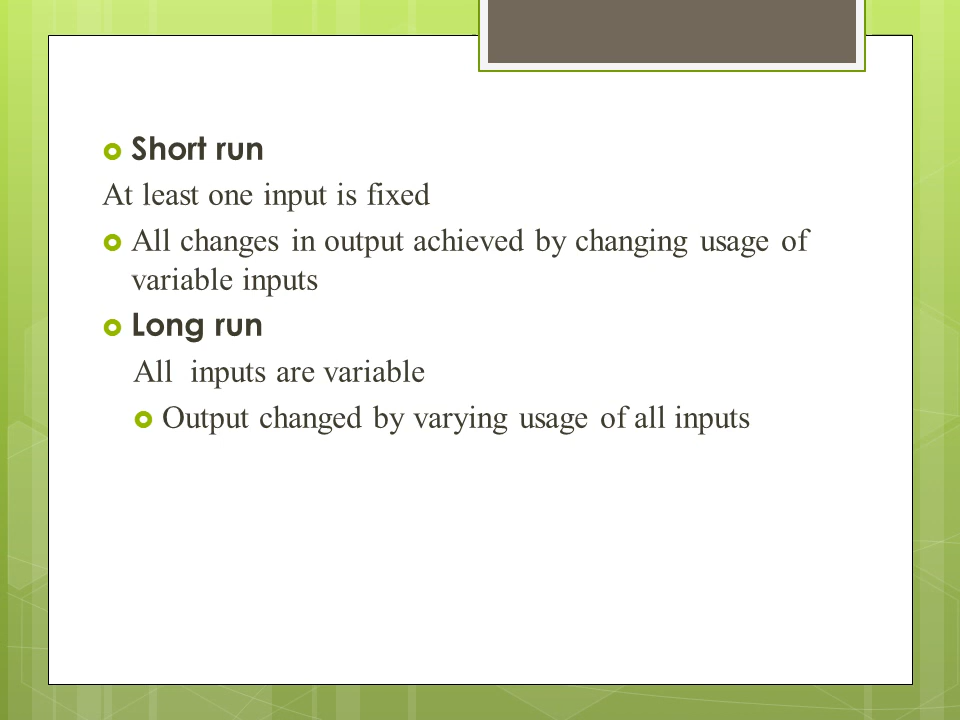 Short run
At least one input is fixed
All changes in output achieved by changing usage of
variable inputs
Long run
All  inputs are variable
Output changed by varying usage of all inputs